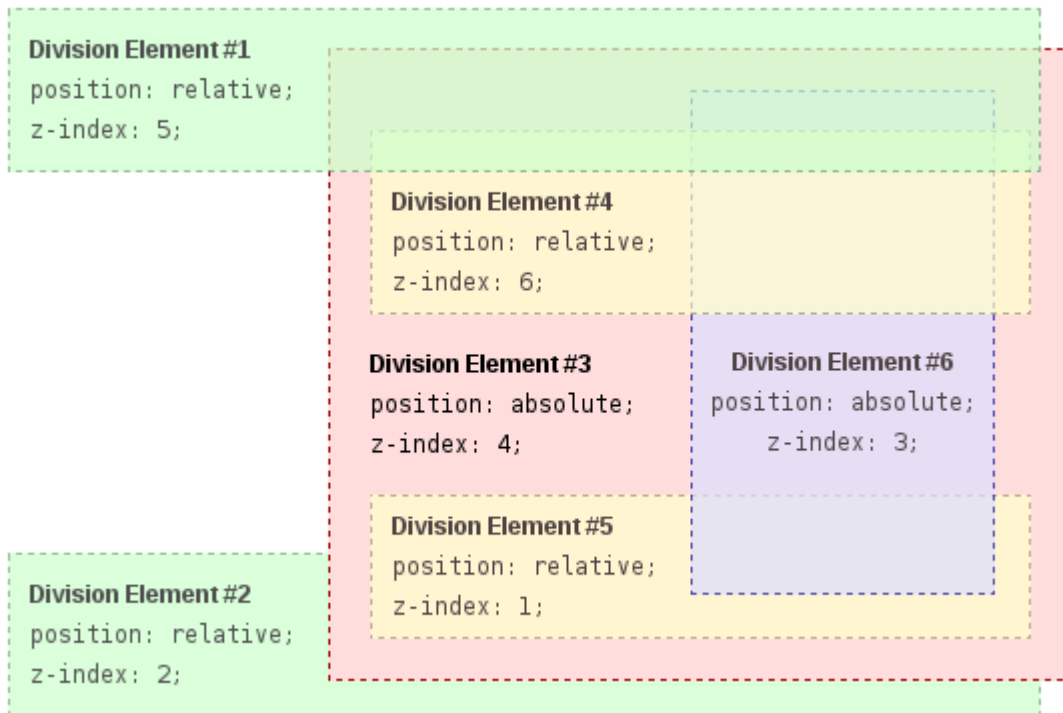 Division Element #1
position: relative;
z-index: 5;
Division Element #4
position: relative;
z-index: 6;
Division Element #3
position: absolute;
z-index: 4;
Division Element #6
position: absolute;
z-index: 3;
Division Element #5
position: relative;
z-index: 1;
Division Element #2
position: relative;
z-index: 2;